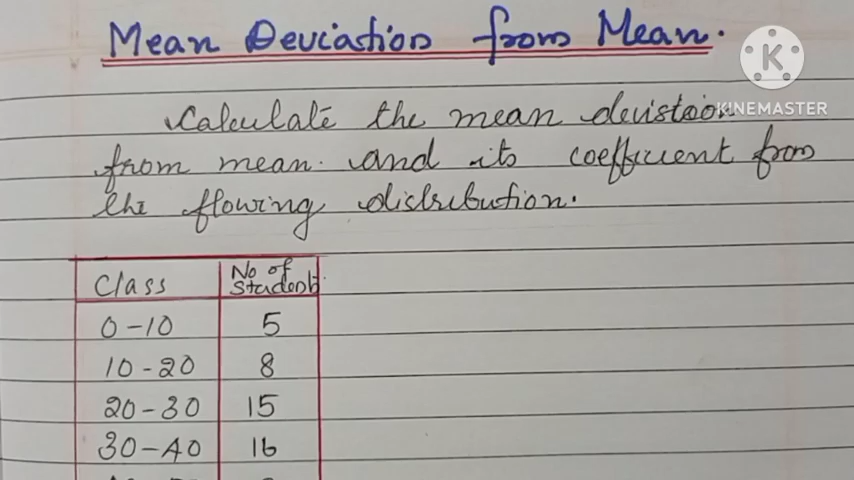 Mean Deviation from Mean.
K
KINEMASTER
Calculate the mean deviation
from mean. and its coefficient from
the flowing distribution.
Class No of Student
0-10 5
10-20 8
20-30 15
30-40 16